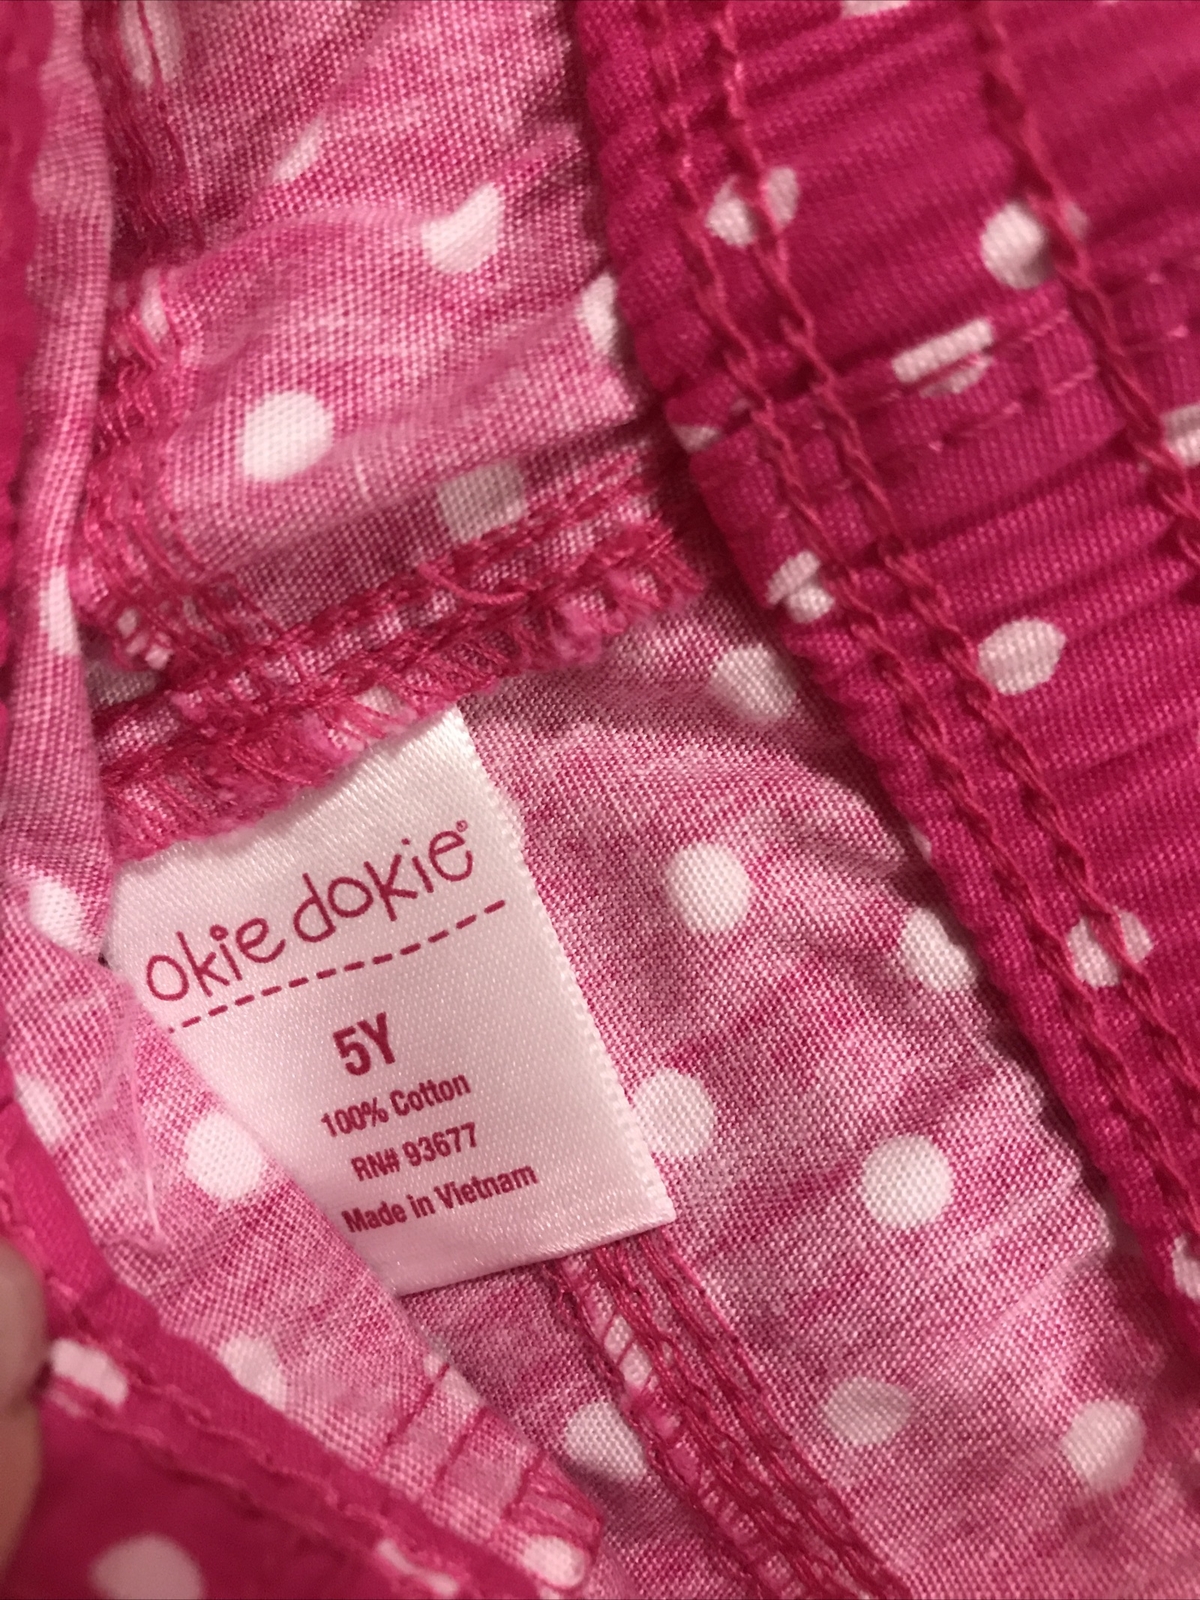 okie dokie®
5Y
100% Cotton
RN# 93677
Made in Vietnam